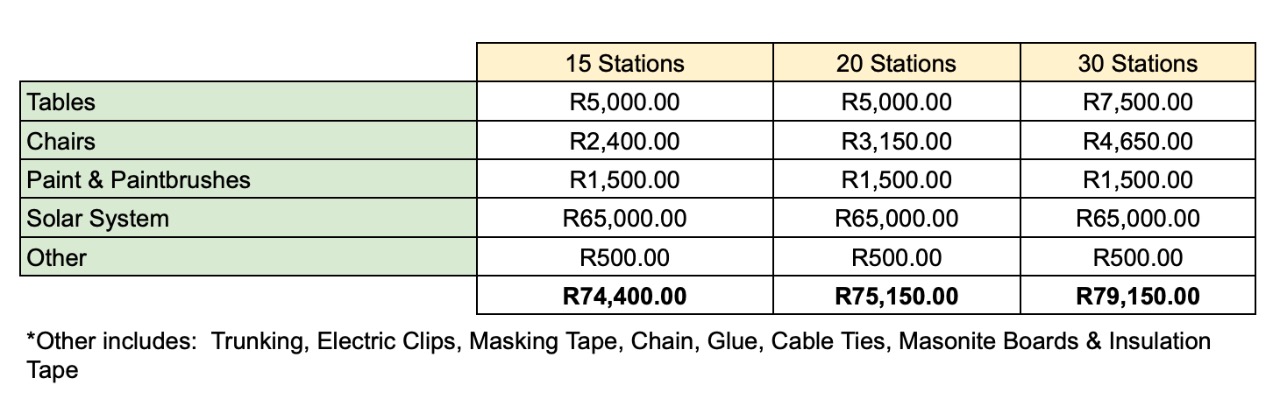 15 Stations 20 Stations 30 Stations
Tables R5,000.00 R5,000.00 R7,500.00
Chairs R2,400.00 R3,150.00 R4,650.00
Paint & Paintbrushes R1,500.00 R1,500.00 R1,500.00
Solar System R65,000.00 R65,000.00 R65,000.00
Other R500.00 R500.00 R500.00
R74,400.00 R75,150.00 R79,150.00
*Other includes: Trunking, Electric Clips, Masking Tape, Chain, Glue, Cable Ties, Masonite Boards & Insulation
Tape